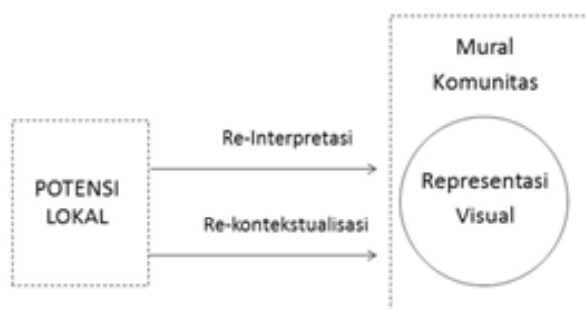 POTENSI
LOKAL
Re-Interpretasi
Re-kontekstualisasi
Mural
Komunitas
Representasi
Visual